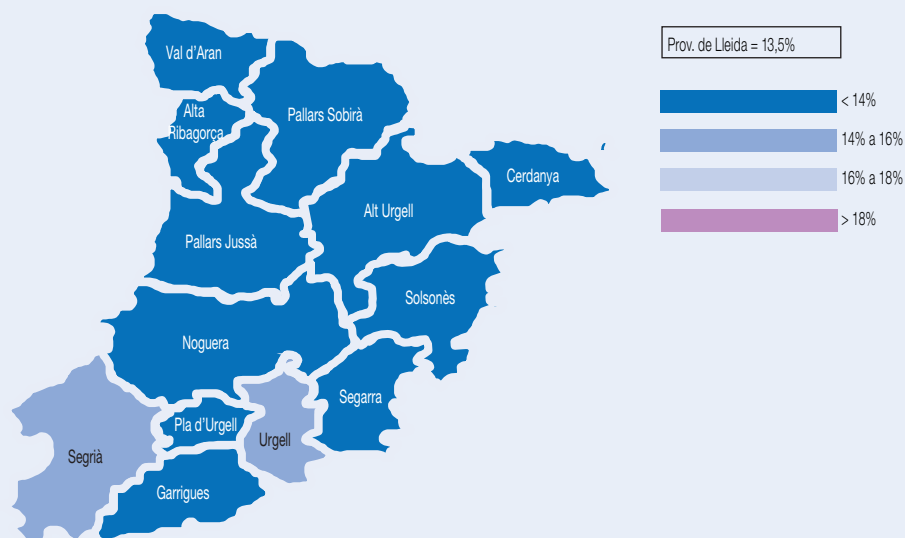 Prov. de Lleida = 13,5%
< 14%
14% a 16%
16% a 18%
> 18%
Val d'Aran
Alta
Ribagorça
Pallars Sobirà
Cerdanya
Alt Urgell
Pallars Jussà
Solsonès
Noguera
Segarra
Pla d'Urgell
Urgell
Segrià
Garrigues